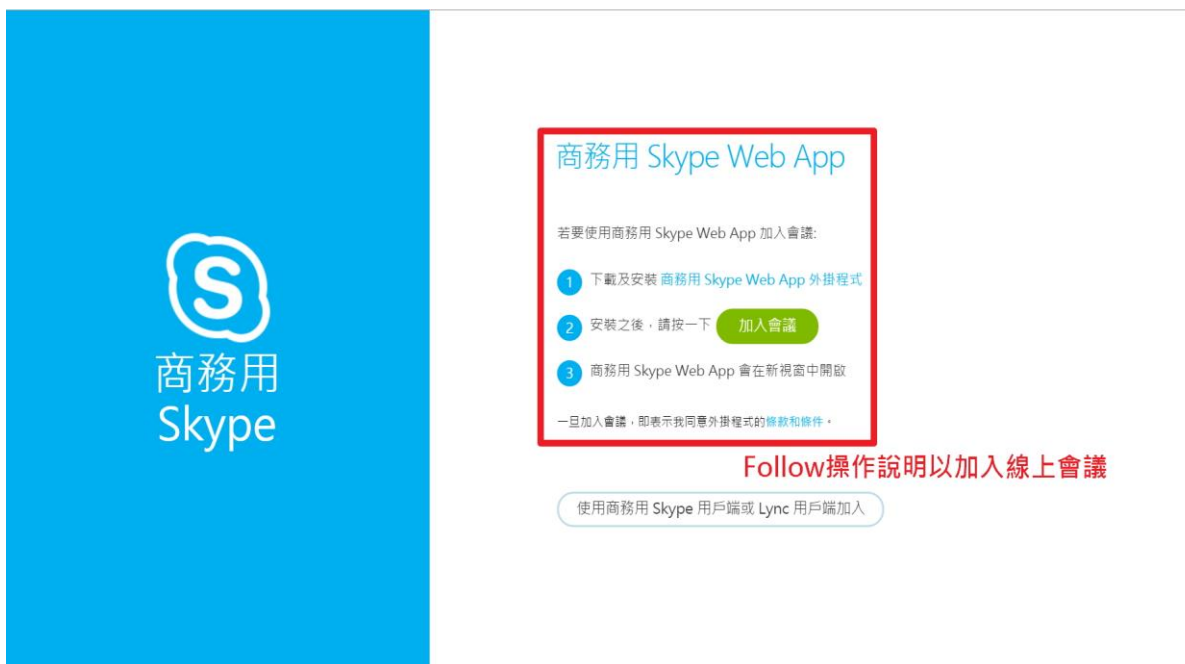 商務用
Skype
商務用 Skype Web App
若要使用商務用 Skype Web App 加入會議:
1 下載及安裝 商務用 Skype Web App 外掛程式
2 安裝之後，請按一下 加入會議
3 商務用 Skype Web App 會在新視窗中開啟
一旦加入會議，即表示我同意外掛程式的條款和條件。
Follow操作說明以加入線上會議
使用商務用 Skype 用戶端或 Lync 用戶端加入